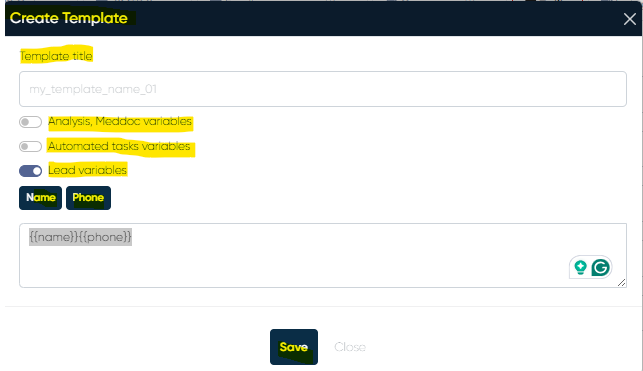 Create Template
Template title
my_template_name_01
Analysis, Meddoc variables
Automated tasks variables
Lead variables
Name Phone
{{name}}{{phone}}
Save Close